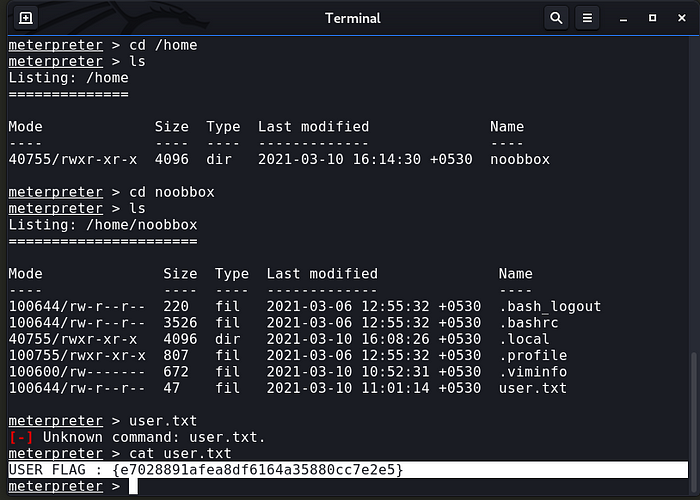 Terminal
meterpreter > cd /home
meterpreter > ls
Listing: /home
==============
Mode Size Type Last modified Name
---- ---- ---- ------------- ----
40755/rwxr-xr-x 4096 dir 2021-03-10 16:14:30 +0530 noobbox
meterpreter > cd noobbox
meterpreter > ls
Listing: /home/noobbox
======================
Mode Size Type Last modified Name
---- ---- ---- ------------- ----
100644/rw-r--r-- 220 fil 2021-03-06 12:55:32 +0530 .bash_logout
100644/rw-r--r-- 3526 fil 2021-03-06 12:55:32 +0530 .bashrc
40755/rwxr-xr-x 4096 dir 2021-03-10 16:08:26 +0530 .local
100755/rwxr-xr-x 807 fil 2021-03-06 12:55:32 +0530 .profile
100600/rw------- 672 fil 2021-03-10 10:52:31 +0530 .viminfo
100644/rw-r--r-- 47 fil 2021-03-10 11:01:14 +0530 user.txt
meterpreter > user.txt
[-] Unknown command: user.txt.
meterpreter > cat user.txt
USER FLAG : {e7028891afea8df6164a35880cc7e2e5}
meterpreter >